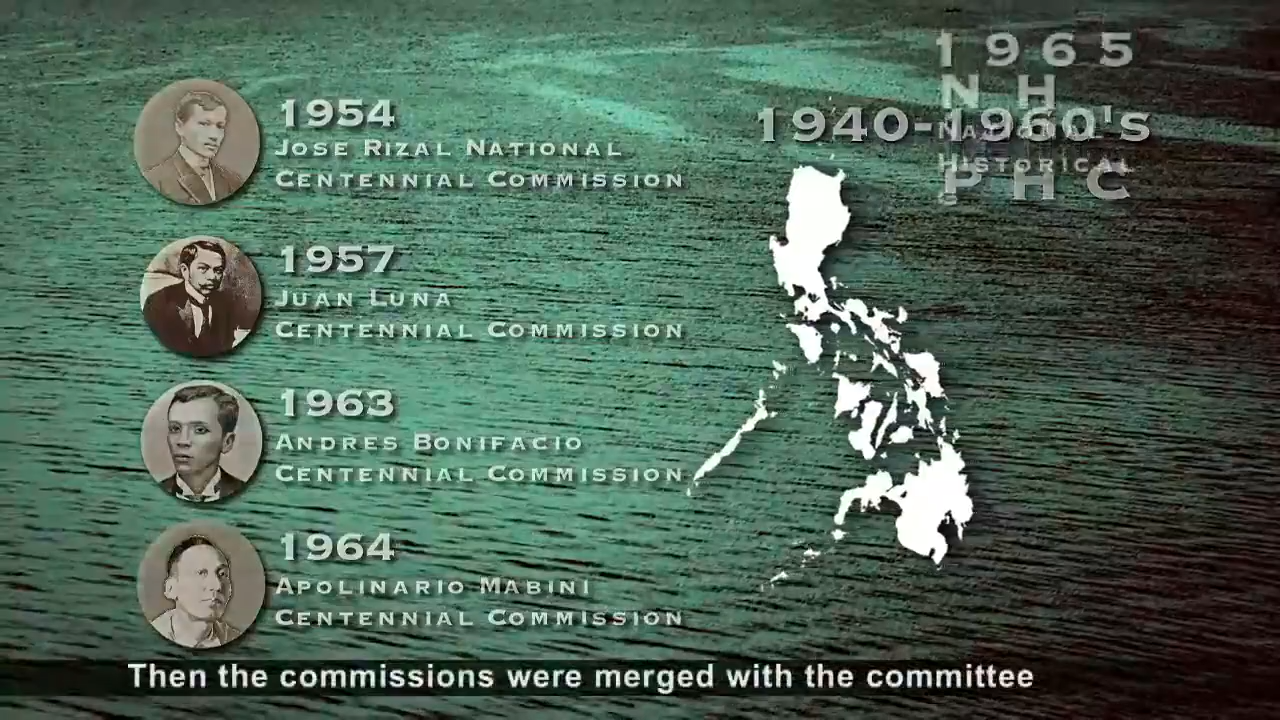 1954
JOSE RIZAL NATIONAL
CENTENNIAL COMMISSION
1957
JUAN LUNA
CENTENNIAL COMMISSION
1963
ANDRES BONIFACIO
CENTENNIAL COMMISSION
1964
APOLINARIO MABINI
CENTENNIAL COMMISSION
1965
N H
1940-1960's
NATIONAL
HISTORICAL
P H C
Then the commissions were merged with the committee